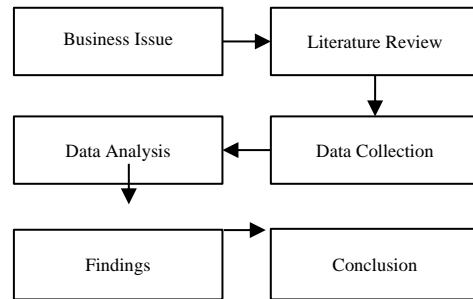 Business Issue
Literature Review
Data Analysis
Data Collection
Findings
Conclusion